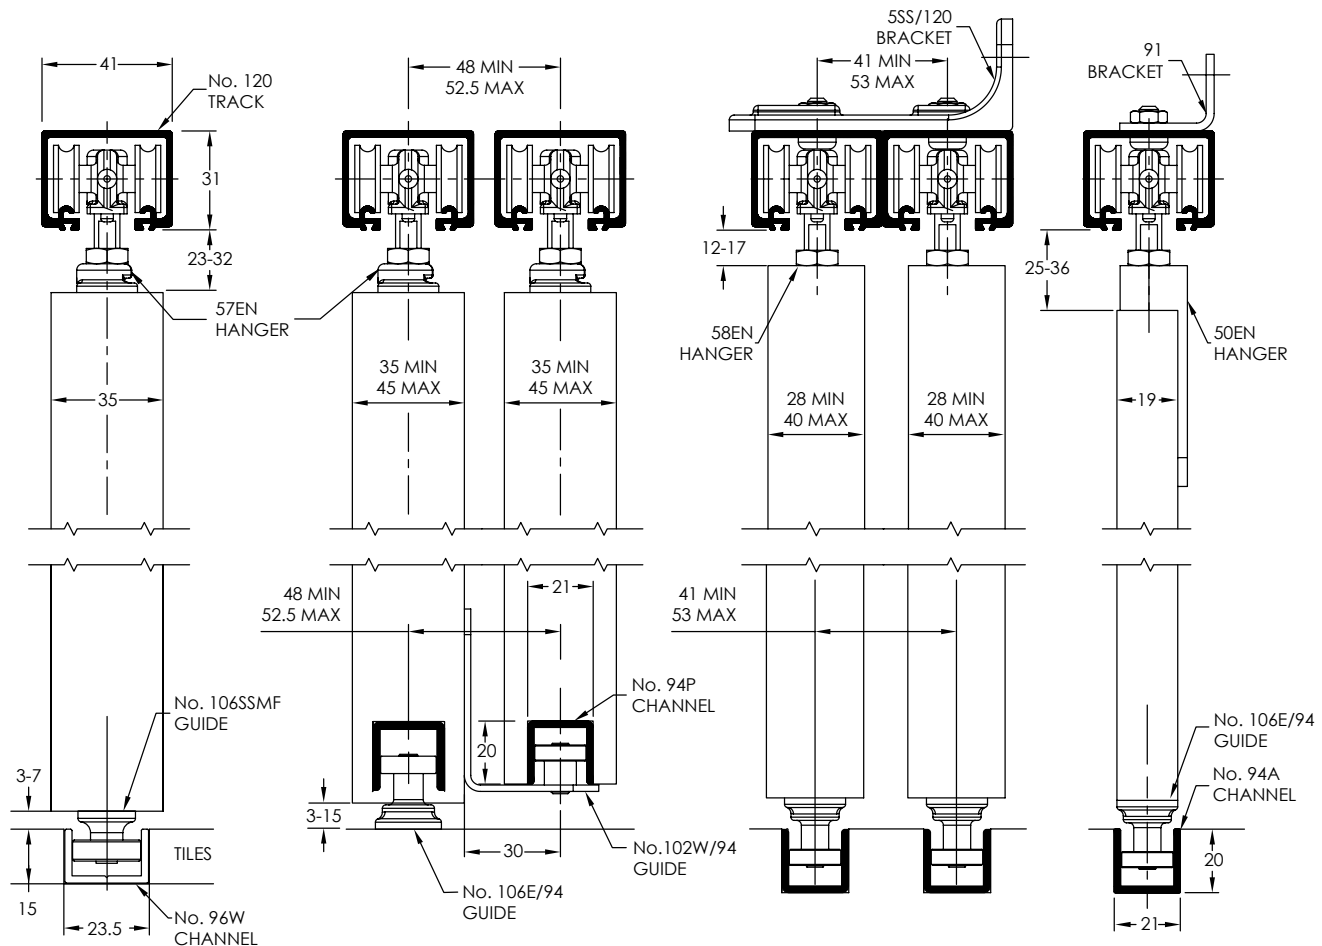 5SS/120
BRACKET
41
48 MIN
52.5 MAX
41 MIN
53 MAX
91
BRACKET
No. 120
TRACK
31
23-32
12-17
25-36
57EN
HANGER
58EN
HANGER
50EN
HANGER
35
35 MIN
45 MAX
35 MIN
45 MAX
28 MIN
40 MAX
28 MIN
40 MAX
19
48 MIN
52.5 MAX
21
41 MIN
53 MAX
No. 106SSMF
GUIDE
No. 94P
CHANNEL
20
No. 106E/94
GUIDE
No. 94A
CHANNEL
3-7
3-15
TILES
30
No.102W/94
GUIDE
20
15
23.5
No. 96W
CHANNEL
No. 106E/94
GUIDE
21